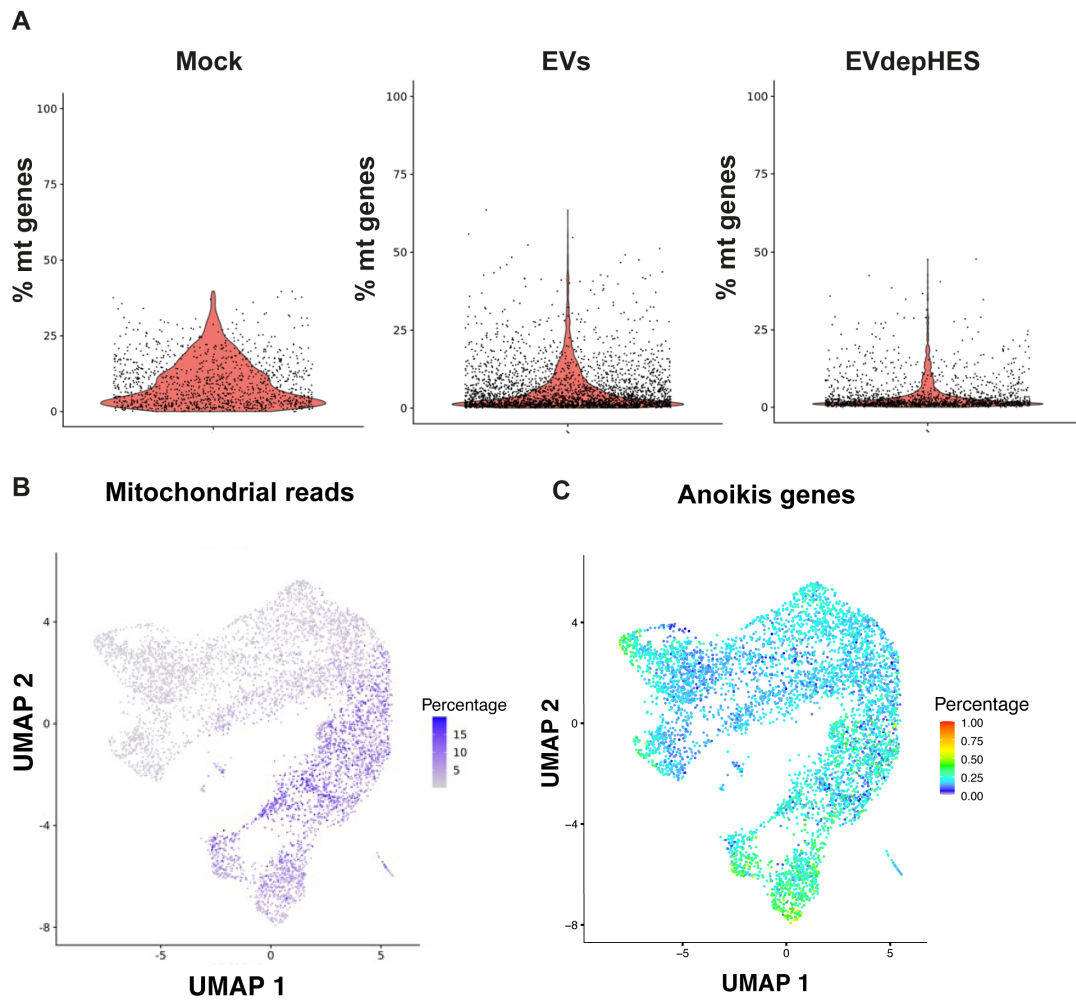 A
Mock
EVs
EVdepHES
% mt genes
100
75
50
25
0
% mt genes
100
75
50
25
0
% mt genes
100
75
50
25
0
B
Mitochondrial reads
UMAP 2
4
0
-4
-8
-5
0
5
UMAP 1
Percentage
15
10
5
C
Anoikis genes
UMAP 2
4
0
−4
−8
−5
0
5
UMAP 1
Percentage
1.00
0.75
0.50
0.25
0.00